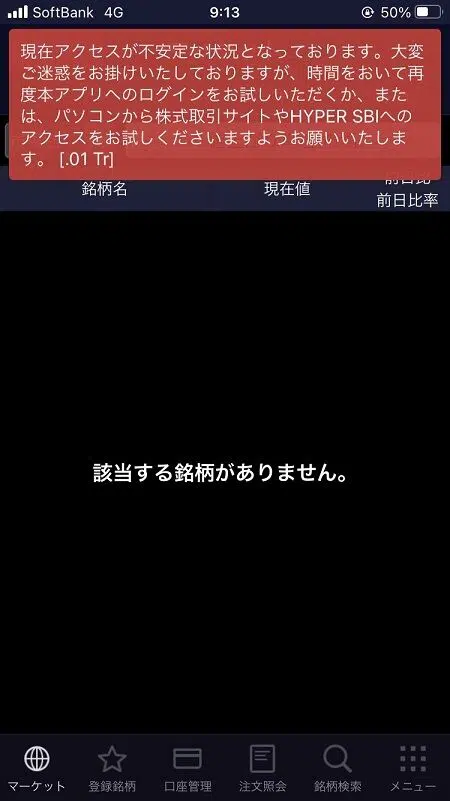 SoftBank 4G 9:13 50%
現在アクセスが不安定な状況となっております。大変
ご迷惑をお掛けいたしておりますが、時間をおいて再
度本アプリへのログインをお試しいただくか、また
は、パソコンから株式取引サイトやHYPER SBIへの
アクセスをお試しくださいますようお願いいたしま
す。 [.01 Tr]
銘柄名 現在値 前日比
前日比率
該当する銘柄がありません。
マーケット 登録銘柄 口座管理 注文照会 銘柄検索 メニュー